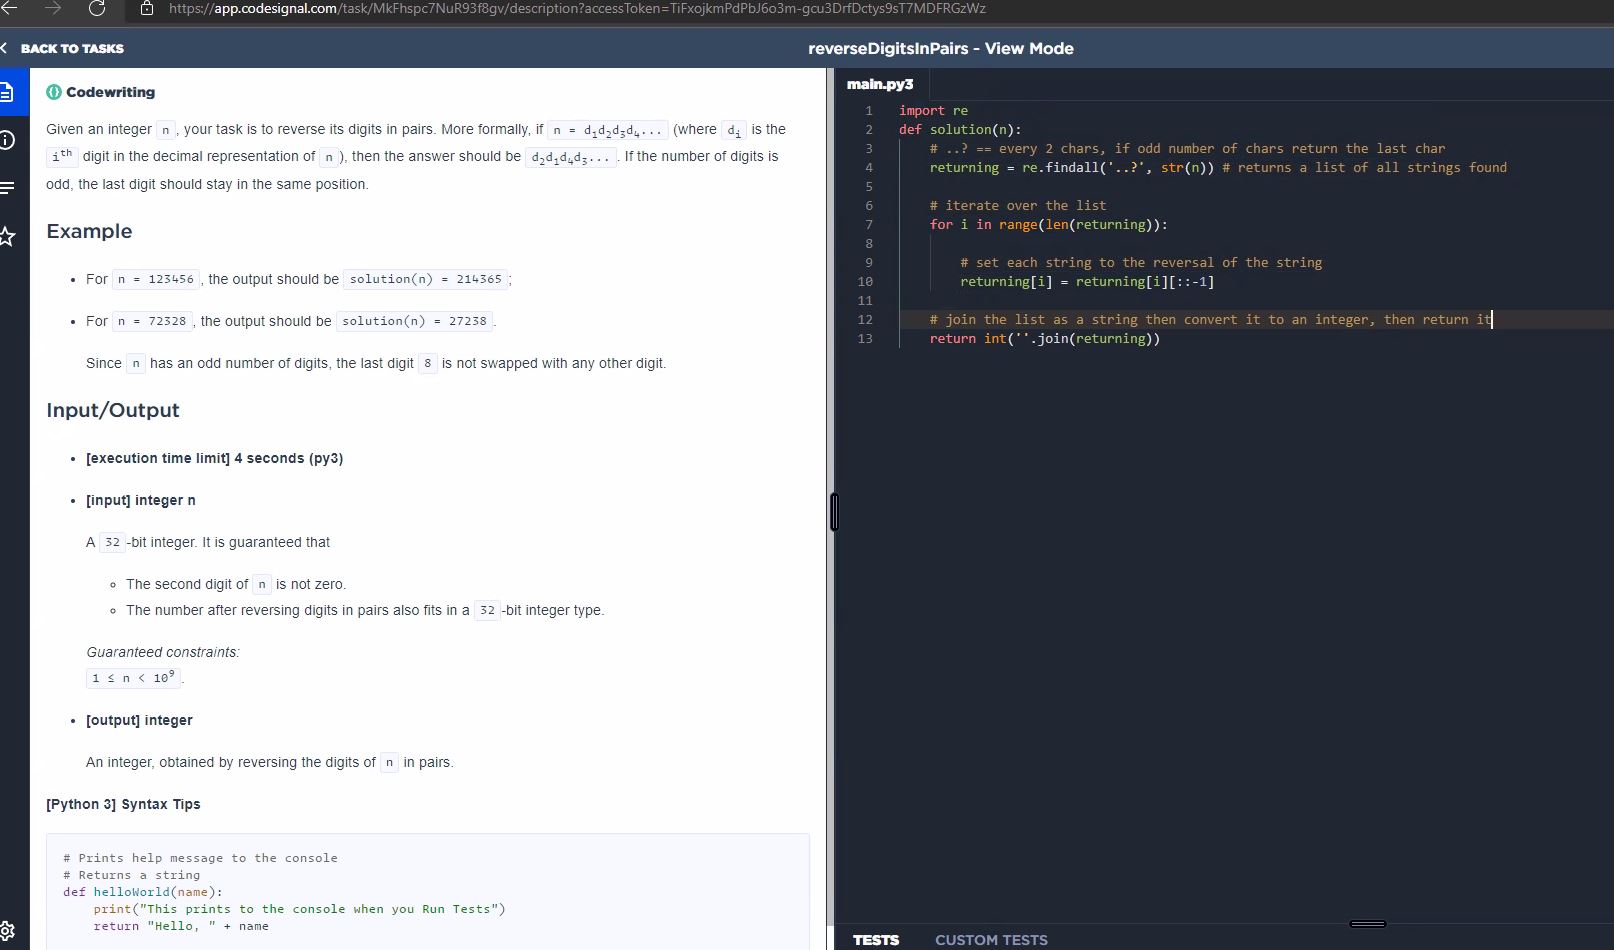 https://app.codesignal.com/task/MkFhspc7NuR93f8gv/description?accessToken=TiFxojkmPdPbJ6o3m-gcu3DrfDctys9sT7MDFRGzWz
BACK TO TASKS
reverseDigitsInPairs - View Mode
Codewriting
Given an integer n , your task is to reverse its digits in pairs. More formally, if n = d₁d₂d₃d₄... (where dᵢ is the
iᵗʰ digit in the decimal representation of n ), then the answer should be d₂d₁d₄d₃... . If the number of digits is
odd, the last digit should stay in the same position.
Example
• For n = 123456 , the output should be solution(n) = 214365 ;
• For n = 72328 , the output should be solution(n) = 27238 .
Since n has an odd number of digits, the last digit 8 is not swapped with any other digit.
Input/Output
• [execution time limit] 4 seconds (py3)
• [input] integer n
A 32 -bit integer. It is guaranteed that
◦ The second digit of n is not zero.
◦ The number after reversing digits in pairs also fits in a 32 -bit integer type.
Guaranteed constraints:
1 ≤ n < 10⁹ .
• [output] integer
An integer, obtained by reversing the digits of n in pairs.
[Python 3] Syntax Tips
# Prints help message to the console
# Returns a string
def helloWorld(name):
    print("This prints to the console when you Run Tests")
    return "Hello, " + name
main.py3
1 import re
2 def solution(n):
3     # ..? == every 2 chars, if odd number of chars return the last char
4     returning = re.findall('..?', str(n)) # returns a list of all strings found
5
6     # iterate over the list
7     for i in range(len(returning)):
8
9         # set each string to the reversal of the string
10         returning[i] = returning[i][::-1]
11
12     # join the list as a string then convert it to an integer, then return it
13     return int(''.join(returning))
TESTS
CUSTOM TESTS